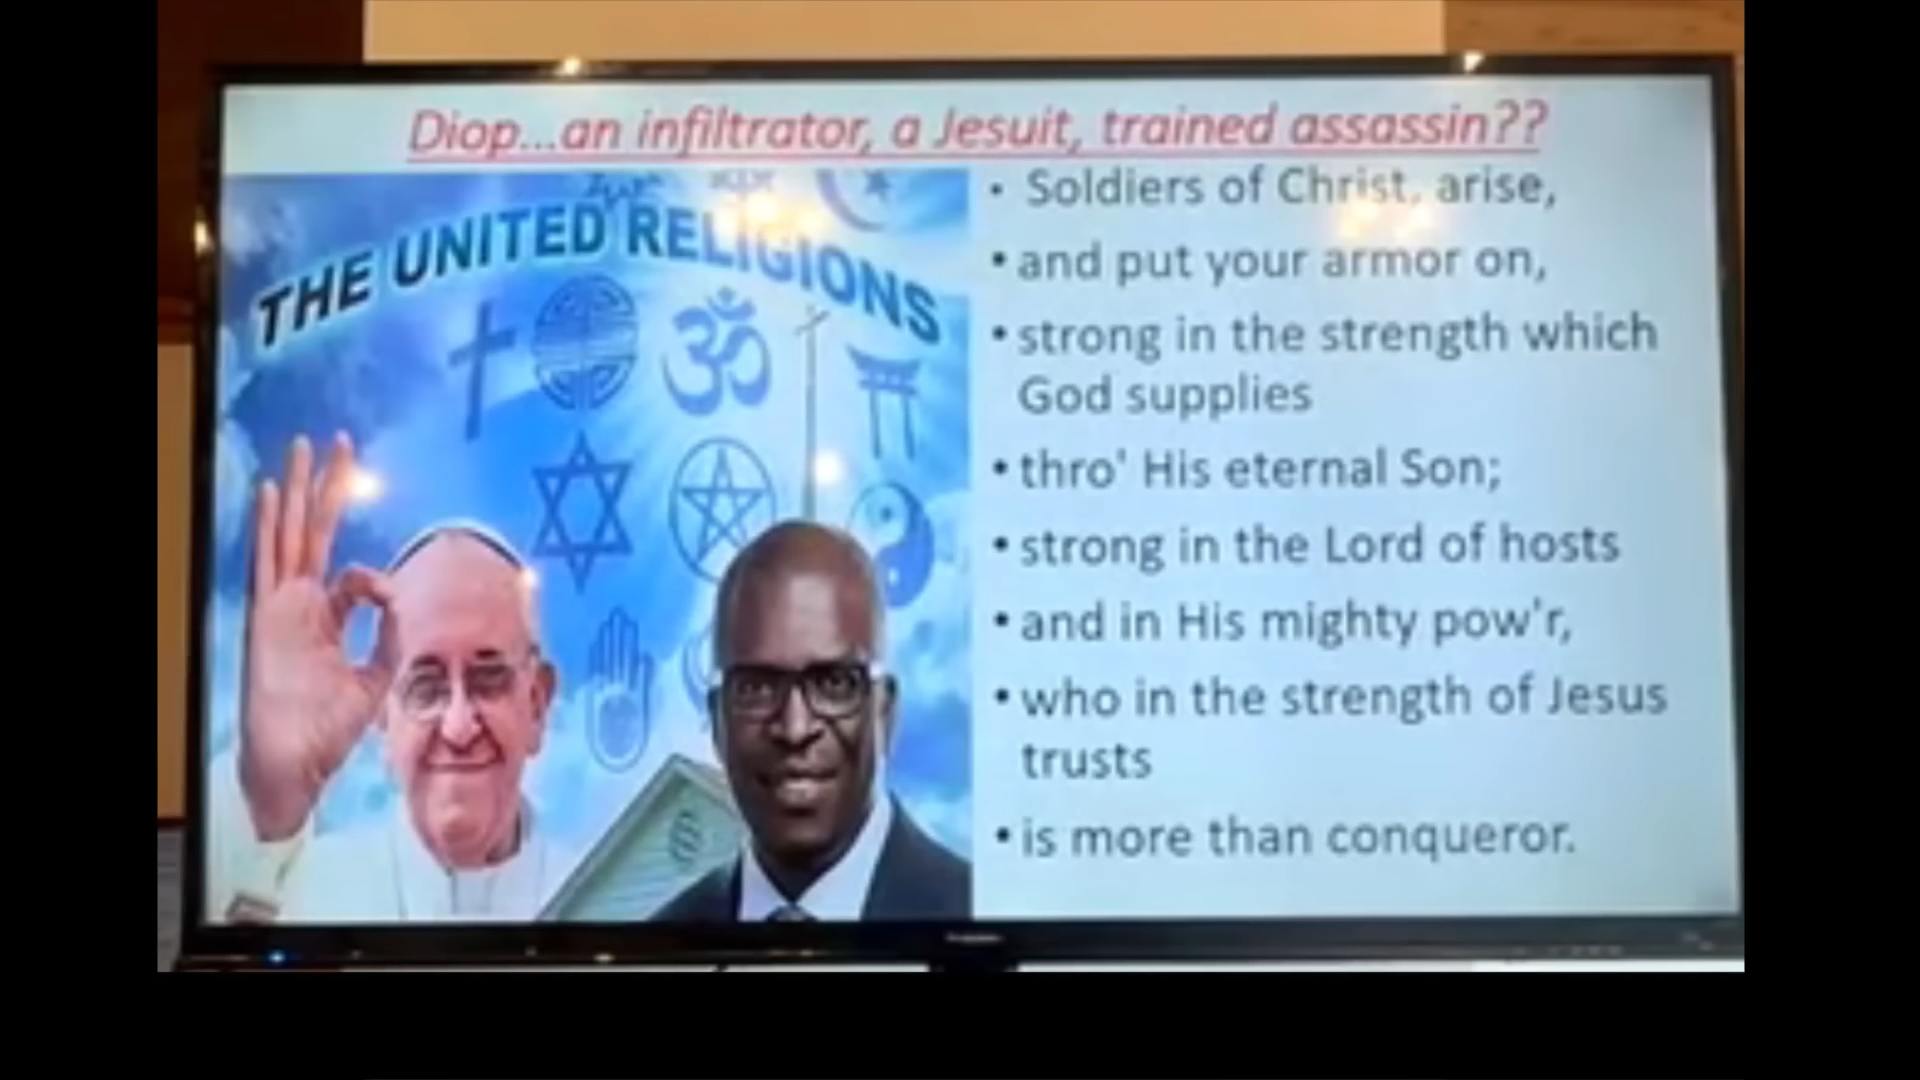 Diop...an infiltrator, a Jesuit, trained assassin??
THE UNITED RELIGIONS
• Soldiers of Christ, arise,
• and put your armor on,
• strong in the strength which
God supplies
• thro' His eternal Son;
• strong in the Lord of hosts
• and in His mighty pow'r,
• who in the strength of Jesus
trusts
• is more than conqueror.